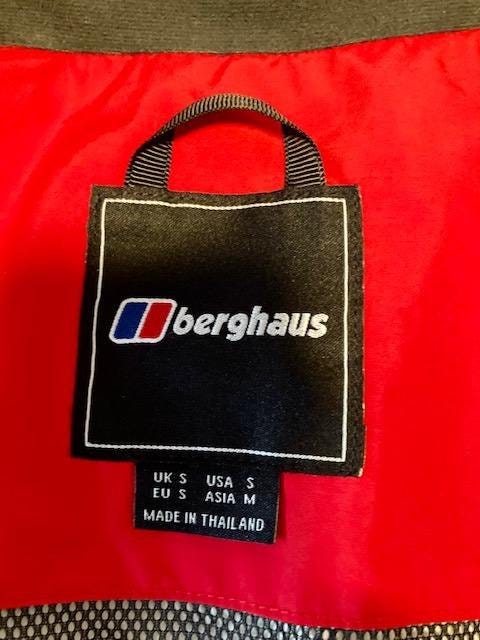 berghaus
UK S USA S
EU S ASIA M
MADE IN THAILAND